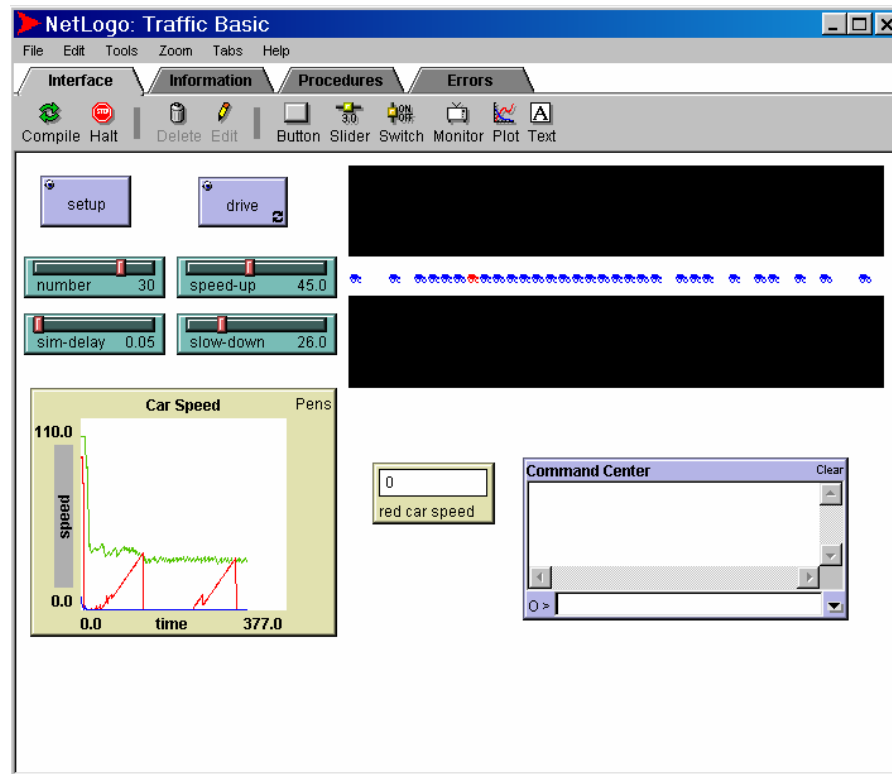 NetLogo: Traffic Basic
File Edit Tools Zoom Tabs Help
Interface Information Procedures Errors
STOP 3.0 ON OFF A
Compile Halt Delete Edit Button Slider Switch Monitor Plot Text
setup drive
number 30 speed-up 45.0
sim-delay 0.05 slow-down 26.0
Car Speed Pens
110.0
speed
0.0
0.0 time 377.0
0
red car speed
Command Center Clear
O >